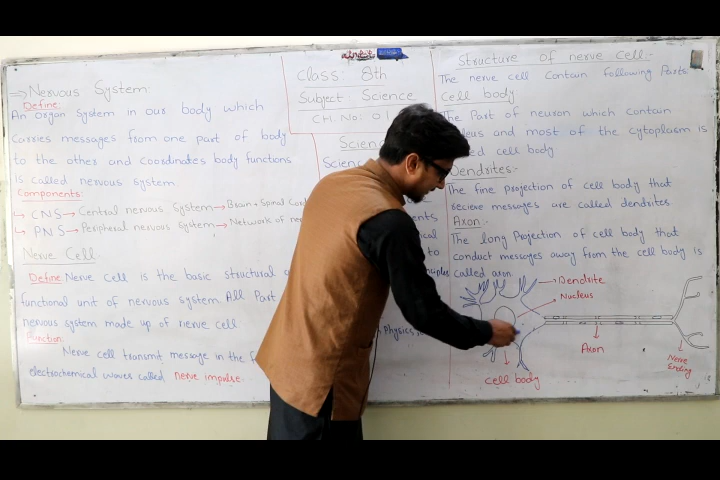 → Nervous System:
Define:
An organ System in our body which
carries messages from one part of body
to the other and coordinates body functions
is called nervous system.
Components:
↳ CNS → Central nervous System → Brain + Spinal Cord
↳ PNS → Peripheral nervous System → Network of
Nerve Cell
Define: Nerve Cell is the basic structural
functional unit of nervous system. All Part
nervous system made up of nerve cell
Function:
Nerve cell transmit message in the
electrochemical waves called nerve impulse.
Class: 8th
Subject: Science
CH. No: 01
to
Physics
Structure of nerve Cell:-
The nerve cell Contain following Parts.
Cell body
The Part of neuron which contain
and most of the cytoplasm is
cell body
Dendrites:-
The fine projection of cell body that
recieve messages are called dendrites
Axon:-
The long Projection of cell body that
conduct messages away from the cell body is
called axon.
Dendrite
Nucleus
Axon
Nerve
Ending
Cell body